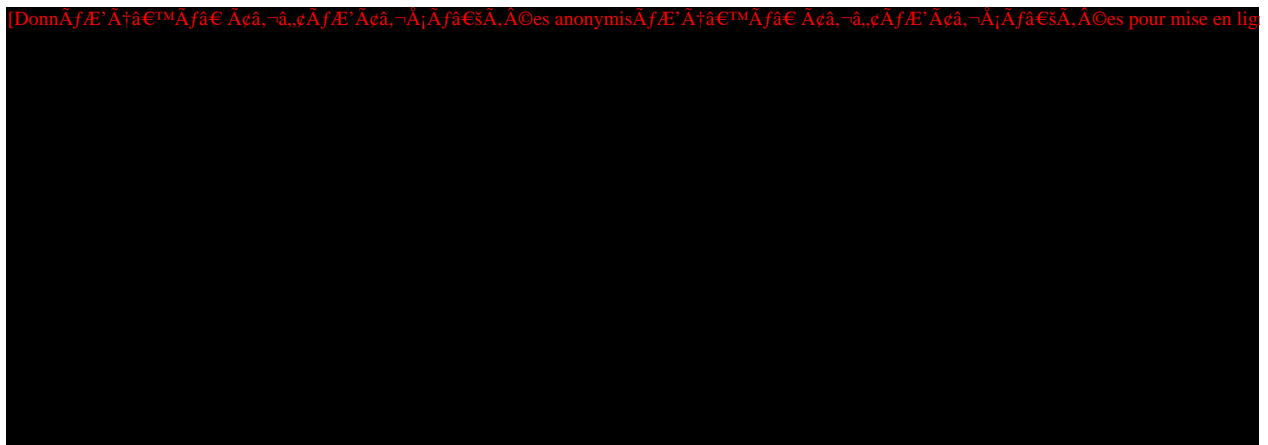 [DonnÃƒÆ’Ã†â€™Ãƒâ€ Ã¢â‚¬â„¢ÃƒÆ’Ã¢â‚¬Å¡Ãƒâ€šÃ‚Â©es anonymisÃƒÆ’Ã†â€™Ãƒâ€ Ã¢â‚¬â„¢ÃƒÆ’Ã¢â‚¬Å¡Ãƒâ€šÃ‚Â©es pour mise en lig